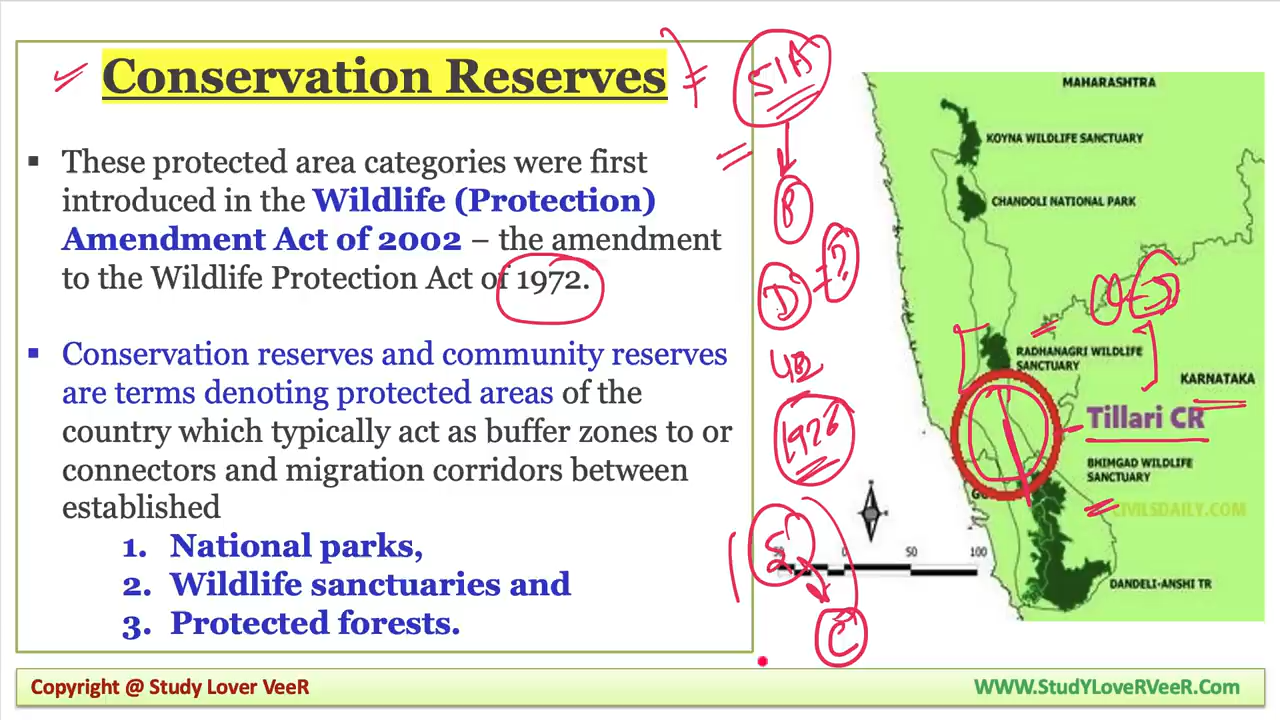 Conservation Reserves
51A
▪ These protected area categories were first
introduced in the Wildlife (Protection)
Amendment Act of 2002 – the amendment
to the Wildlife Protection Act of 1972.
▪ Conservation reserves and community reserves
are terms denoting protected areas of the
country which typically act as buffer zones to or
connectors and migration corridors between
established
1. National parks,
2. Wildlife sanctuaries and
3. Protected forests.
B
D = ?
1926
C
MAHARASHTRA
KOYNA WILDLIFE SANCTUARY
CHANDOLI NATIONAL PARK
RADHANAGRI WILDLIFE
SANCTUARY
KARNATAKA
Tillari CR
BHIMGAD WILDLIFE
SANCTUARY
CIVILSDAILY.COM
0 50 100
DANDELI-ANSHI TR
Copyright @ Study Lover VeeR
WWW.StuDYLoveRVeeR.Com